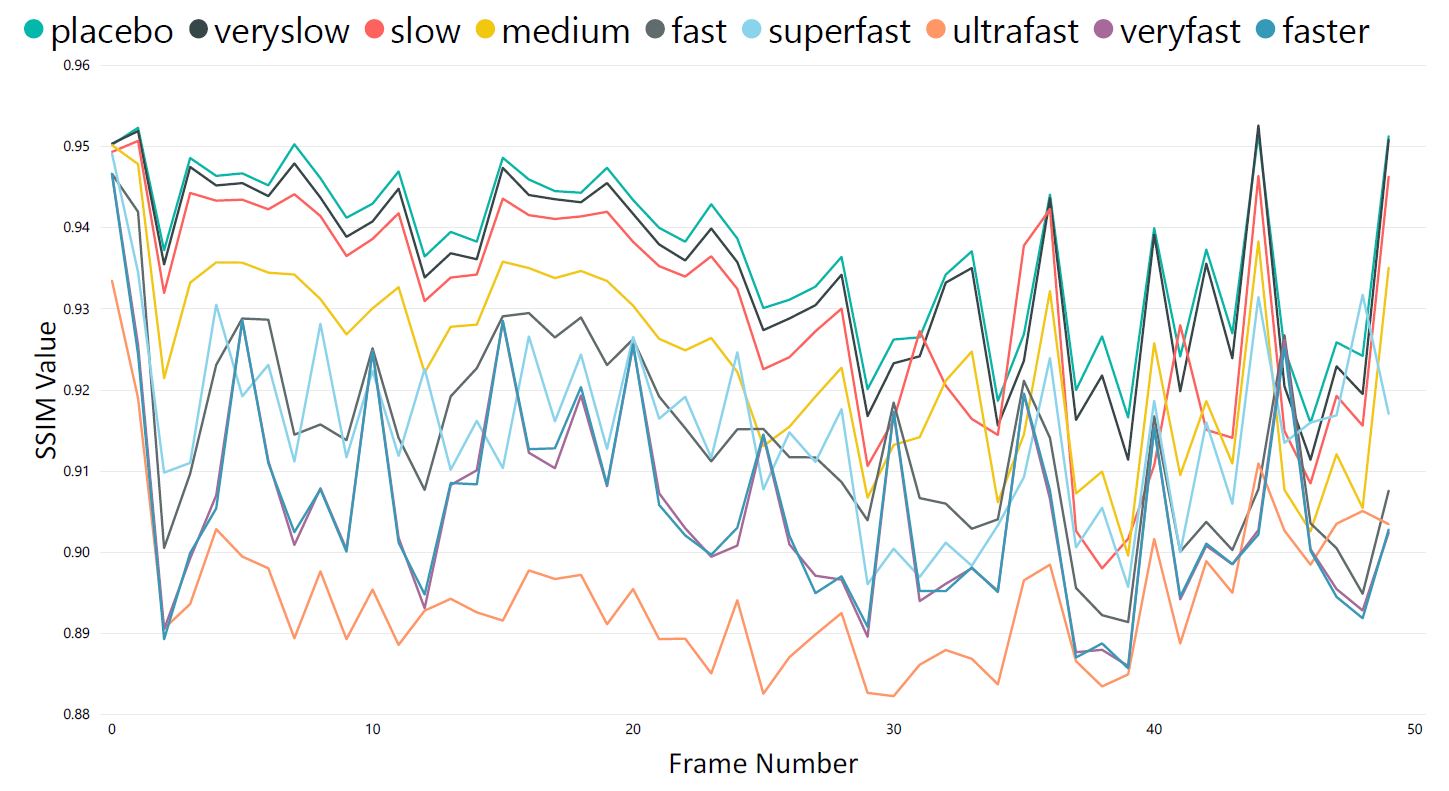 placebo veryslow slow medium fast superfast ultrafast veryfast faster
0.96
0.95
0.94
0.93
0.92
0.91
0.90
0.89
0.88
SSIM Value
0 10 20 30 40 50
Frame Number